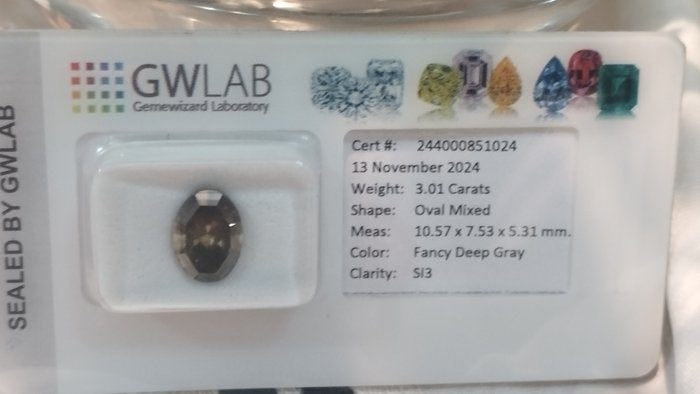 SEALED BY GWLAB
GWLAB
Gemewizard Laboratory
Cert #: 244000851024
13 November 2024
Weight: 3.01 Carats
Shape: Oval Mixed
Meas: 10.57 x 7.53 x 5.31 mm.
Color: Fancy Deep Gray
Clarity: SI3